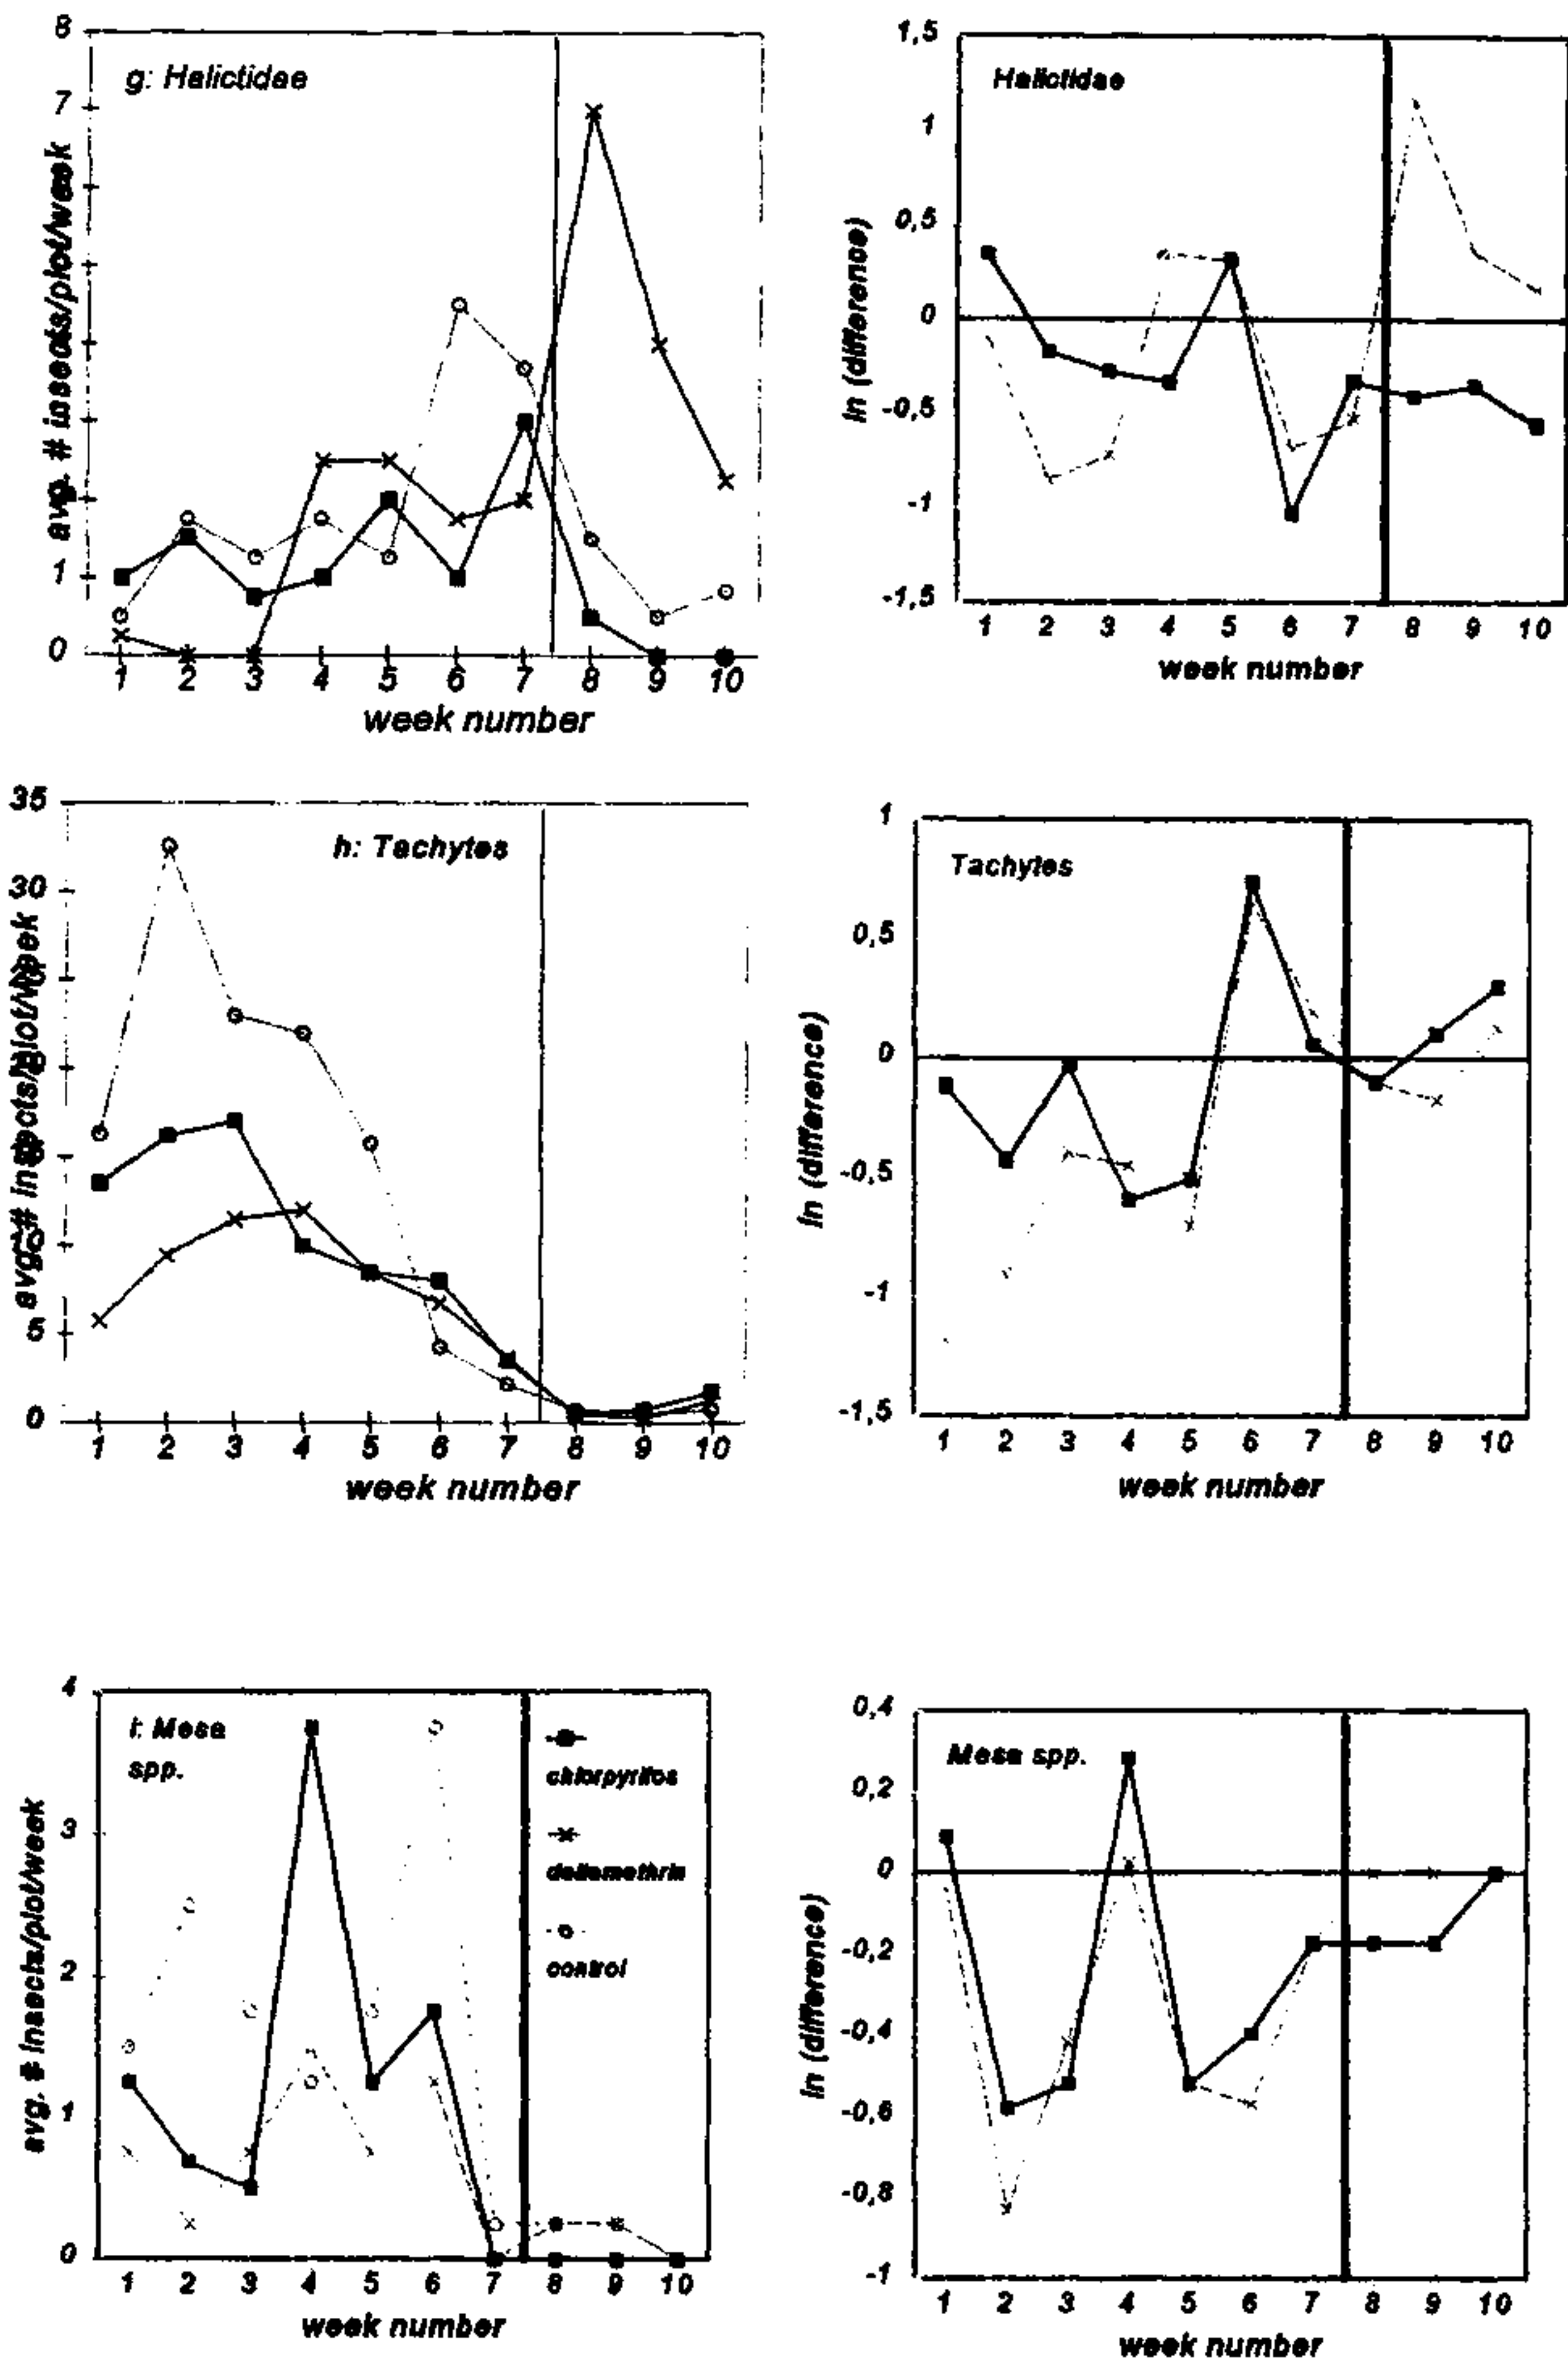 8
g: Halictidae
7
avg. # insects/plot/week
1
0
1 2 3 4 5 6 7 8 9 10
week number
1,5
Halictidae
1
0,5
0
-0,5
-1
-1,5
ln (difference)
1 2 3 4 5 6 7 8 9 10
week number
35
h: Tachytes
30
5
0
1 2 3 4 5 6 7 8 9 10
week number
1
Tachytes
0,5
0
-0,5
-1
-1,5
ln (difference)
1 2 3 4 5 6 7 8 9 10
week number
4
i: Mesa
spp.
chlorpyrifos
3
deltamethrin
control
2
1
0
avg. # insects/plot/week
1 2 3 4 5 6 7 8 9 10
week number
0,4
Mesa spp.
0,2
0
-0,2
-0,4
-0,6
-0,8
-1
ln (difference)
1 2 3 4 5 6 7 8 9 10
week number